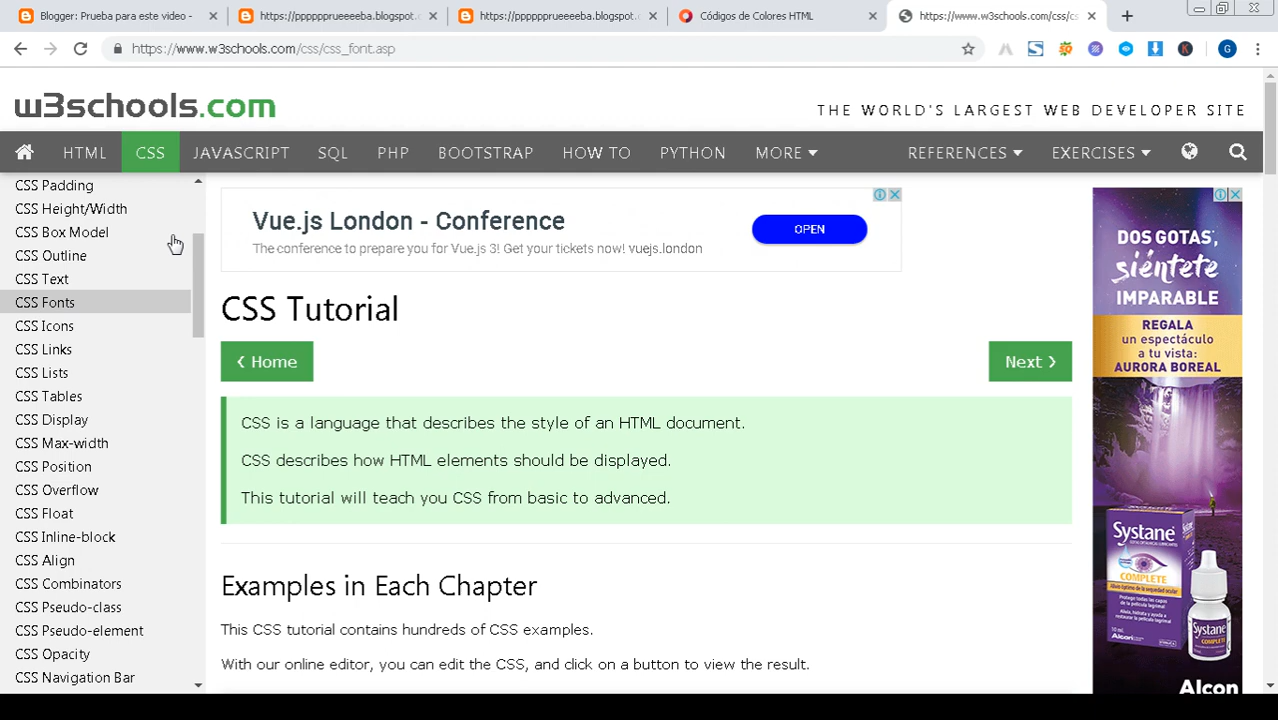 Blogger: Prueba para este video -
https://ppppppprueeeeba.blogspot.
https://ppppppprueeeeba.blogspot.
Códigos de Colores HTML
https://www.w3schools.com/css/cs
https://www.w3schools.com/css/css_font.asp
G
w3schools.com
THE WORLD'S LARGEST WEB DEVELOPER SITE
HTML
CSS
JAVASCRIPT
SQL
PHP
BOOTSTRAP
HOW TO
PYTHON
MORE
REFERENCES
EXERCISES
CSS Padding
CSS Height/Width
CSS Box Model
CSS Outline
CSS Text
CSS Fonts
CSS Icons
CSS Links
CSS Lists
CSS Tables
CSS Display
CSS Max-width
CSS Position
CSS Overflow
CSS Float
CSS Inline-block
CSS Align
CSS Combinators
CSS Pseudo-class
CSS Pseudo-element
CSS Opacity
CSS Navigation Bar
Vue.js London - Conference
The conference to prepare you for Vue.js 3! Get your tickets now! vuejs.london
OPEN
CSS Tutorial
❮ Home
Next ❯
CSS is a language that describes the style of an HTML document.
CSS describes how HTML elements should be displayed.
This tutorial will teach you CSS from basic to advanced.
Examples in Each Chapter
This CSS tutorial contains hundreds of CSS examples.
With our online editor, you can edit the CSS, and click on a button to view the result.
DOS GOTAS,
siéntete
IMPARABLE
REGALA
un espectáculo
a tu vista:
AURORA BOREAL
Systane
COMPLETE
Alcon
Systane
COMPLETE
Alcon